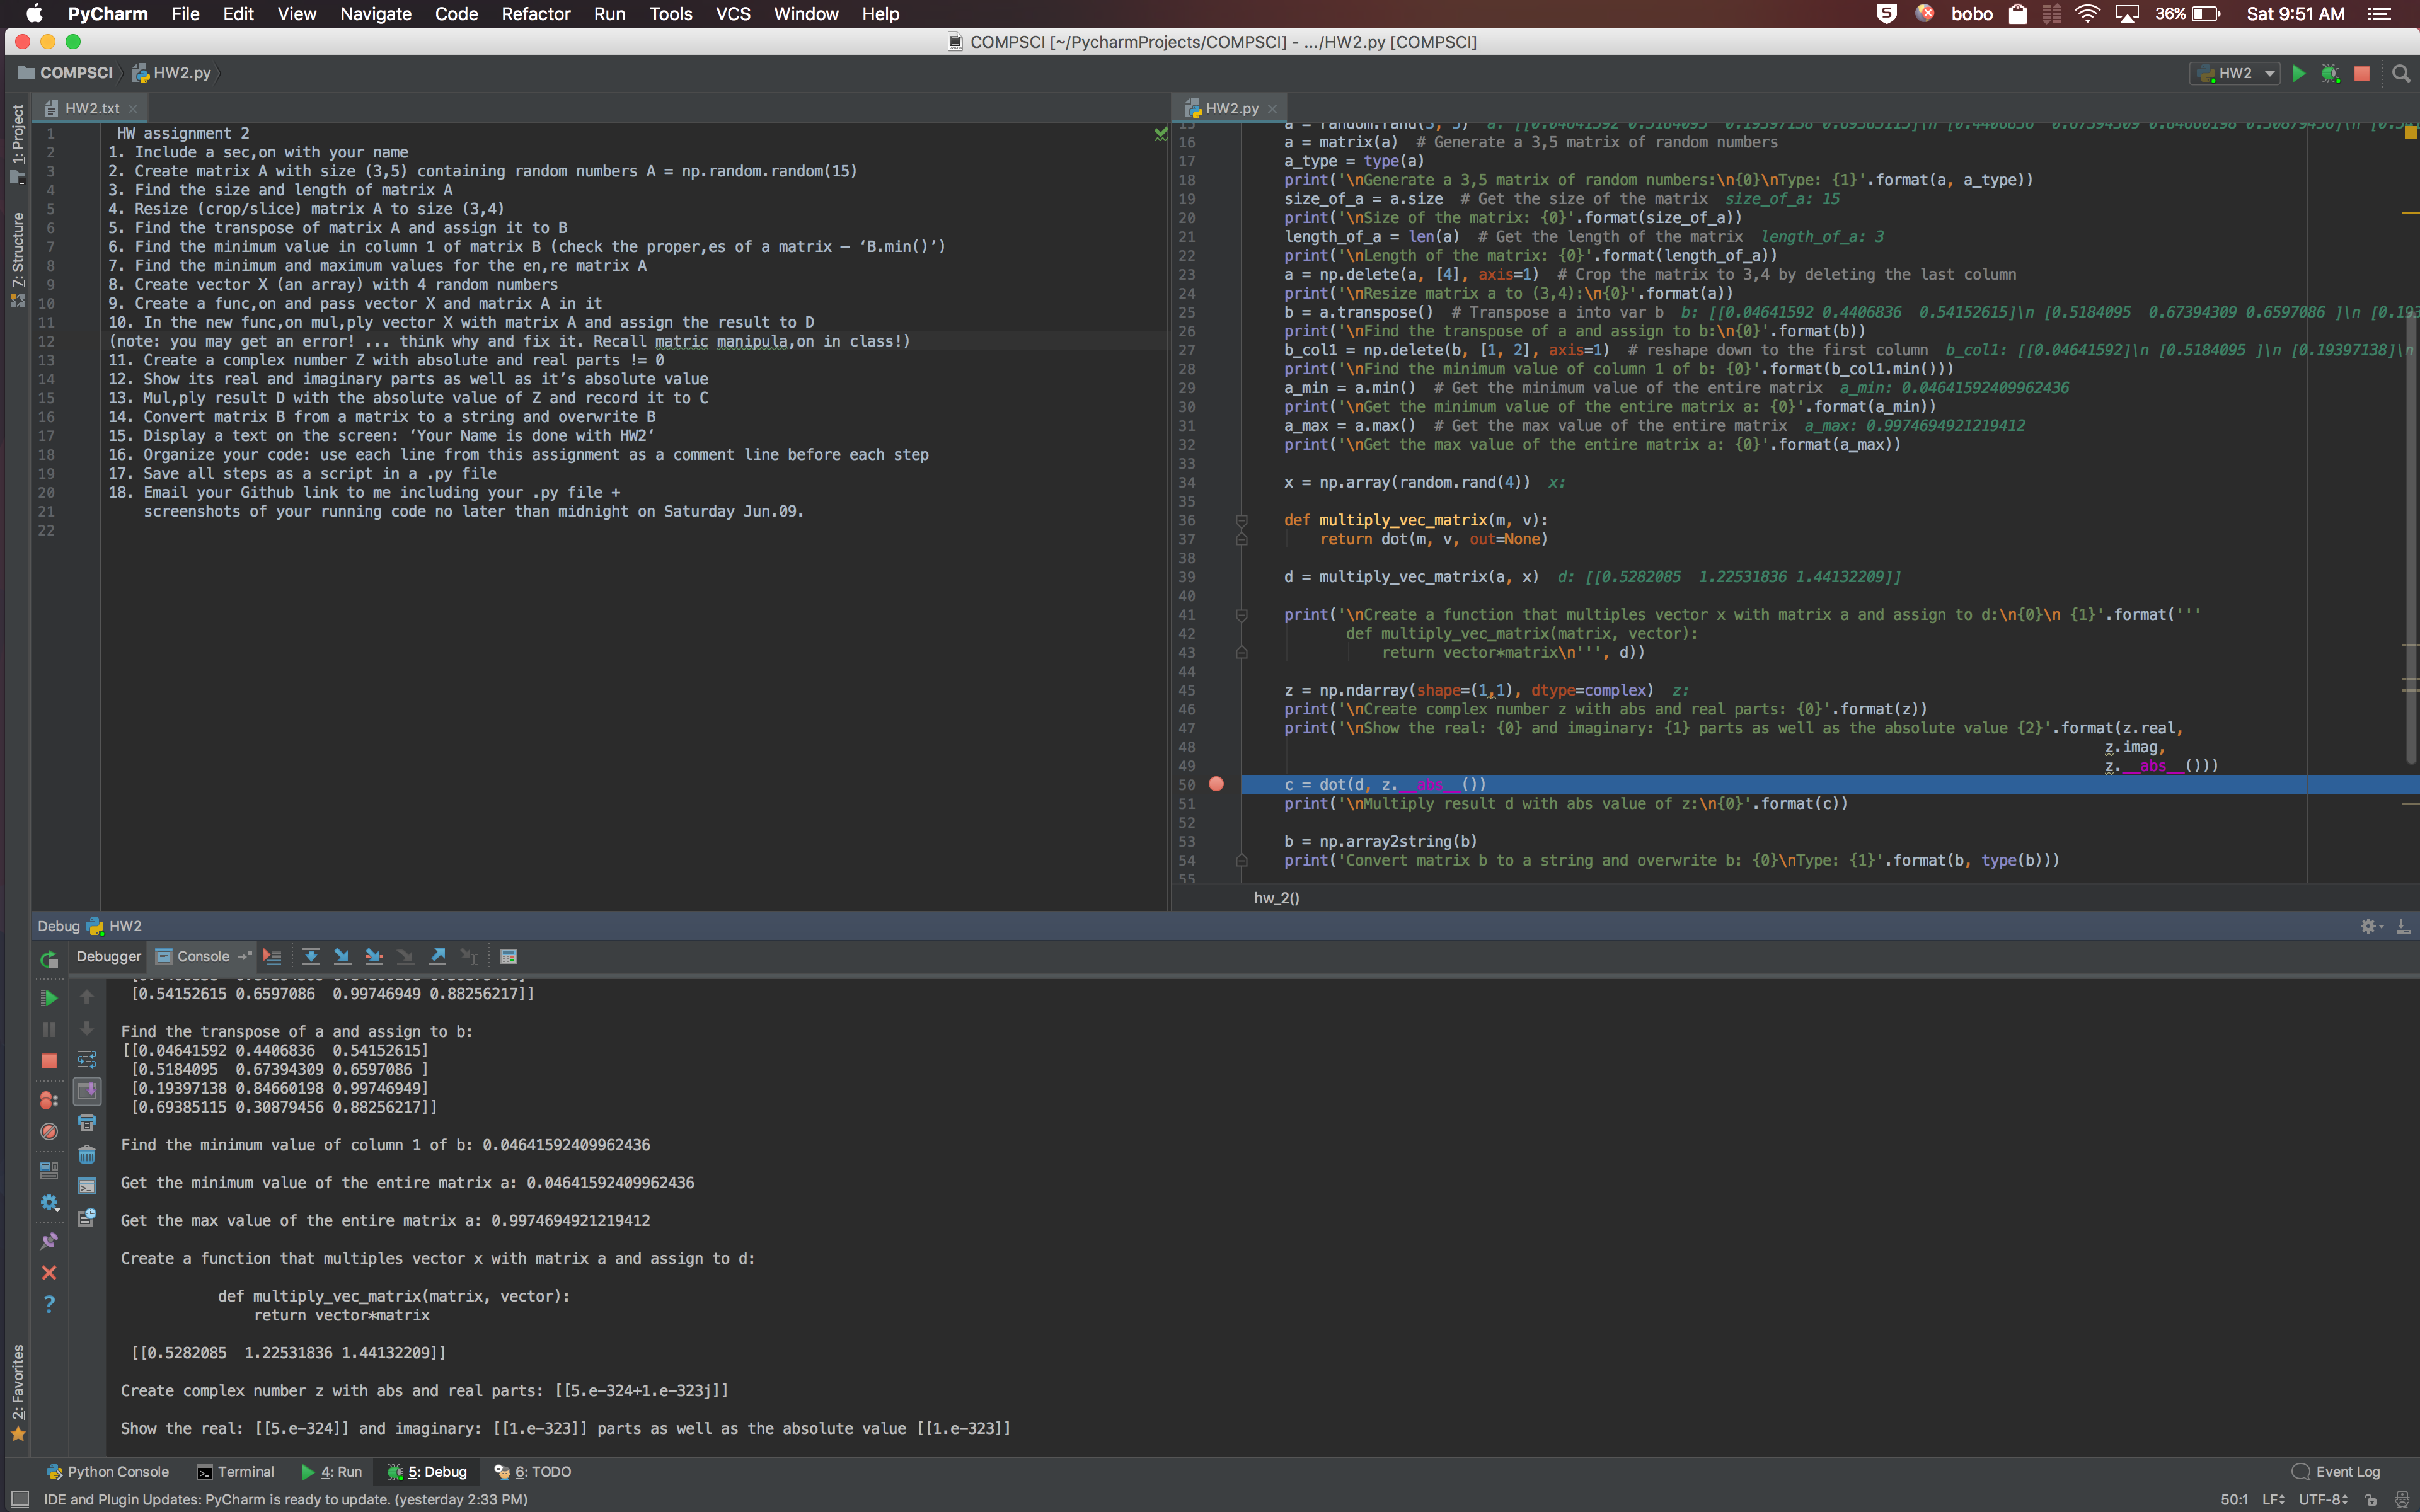 PyCharm File Edit View Navigate Code Refactor Run Tools VCS Window Help
bobo 36% Sat 9:51 AM
COMPSCI [~/PycharmProjects/COMPSCI] - .../HW2.py [COMPSCI]
COMPSCI HW2.py
HW2
1: Project
7: Structure
2: Favorites
HW2.txt
1 HW assignment 2
2 1. Include a sec,on with your name
3 2. Create matrix A with size (3,5) containing random numbers A = np.random.random(15)
4 3. Find the size and length of matrix A
5 4. Resize (crop/slice) matrix A to size (3,4)
6 5. Find the transpose of matrix A and assign it to B
7 6. Find the minimum value in column 1 of matrix B (check the proper,es of a matrix – ‘B.min()’)
8 7. Find the minimum and maximum values for the en,re matrix A
9 8. Create vector X (an array) with 4 random numbers
10 9. Create a func,on and pass vector X and matrix A in it
11 10. In the new func,on mul,ply vector X with matrix A and assign the result to D
12 (note: you may get an error! ... think why and fix it. Recall matric manipula,on in class!)
13 11. Create a complex number Z with absolute and real parts != 0
14 12. Show its real and imaginary parts as well as it’s absolute value
15 13. Mul,ply result D with the absolute value of Z and record it to C
16 14. Convert matrix B from a matrix to a string and overwrite B
17 15. Display a text on the screen: ‘Your Name is done with HW2‘
18 16. Organize your code: use each line from this assignment as a comment line before each step
19 17. Save all steps as a script in a .py file
20 18. Email your Github link to me including your .py file +
21 screenshots of your running code no later than midnight on Saturday Jun.09.
22
HW2.py
16 a = matrix(a)  # Generate a 3,5 matrix of random numbers
17 a_type = type(a)
18 print('\nGenerate a 3,5 matrix of random numbers:\n{0}\nType: {1}'.format(a, a_type))
19 size_of_a = a.size  # Get the size of the matrix  size_of_a: 15
20 print('\nSize of the matrix: {0}'.format(size_of_a))
21 length_of_a = len(a)  # Get the length of the matrix  length_of_a: 3
22 print('\nLength of the matrix: {0}'.format(length_of_a))
23 a = np.delete(a, [4], axis=1)  # Crop the matrix to 3,4 by deleting the last column
24 print('\nResize matrix a to (3,4):\n{0}'.format(a))
25 b = a.transpose()  # Transpose a into var b  b: [[0.04641592 0.4406836  0.54152615]\n [0.5184095  0.67394309 0.6597086 ]\n [0.193
26 print('\nFind the transpose of a and assign to b:\n{0}'.format(b))
27 b_col1 = np.delete(b, [1, 2], axis=1)  # reshape down to the first column  b_col1: [[0.04641592]\n [0.5184095 ]\n [0.19397138]\n
28 print('\nFind the minimum value of column 1 of b: {0}'.format(b_col1.min()))
29 a_min = a.min()  # Get the minimum value of the entire matrix  a_min: 0.04641592409962436
30 print('\nGet the minimum value of the entire matrix a: {0}'.format(a_min))
31 a_max = a.max()  # Get the max value of the entire matrix  a_max: 0.9974694921219412
32 print('\nGet the max value of the entire matrix a: {0}'.format(a_max))
33
34 x = np.array(random.rand(4))  x:
35
36 def multiply_vec_matrix(m, v):
37 return dot(m, v, out=None)
38
39 d = multiply_vec_matrix(a, x)  d: [[0.5282085  1.22531836 1.44132209]]
40
41 print('\nCreate a function that multiples vector x with matrix a and assign to d:\n{0}\n {1}'.format('''
42 def multiply_vec_matrix(matrix, vector):
43 return vector*matrix\n''', d))
44
45 z = np.ndarray(shape=(1,1), dtype=complex)  z:
46 print('\nCreate complex number z with abs and real parts: {0}'.format(z))
47 print('\nShow the real: {0} and imaginary: {1} parts as well as the absolute value {2}'.format(z.real,
48 z.imag,
49 z.__abs__()))
50 c = dot(d, z.__abs__())
51 print('\nMultiply result d with abs value of z:\n{0}'.format(c))
52
53 b = np.array2string(b)
54 print('Convert matrix b to a string and overwrite b: {0}\nType: {1}'.format(b, type(b)))
55
hw_2()
Debug HW2
Debugger Console
[0.54152615 0.6597086  0.99746949 0.88256217]]
Find the transpose of a and assign to b:
[[0.04641592 0.4406836  0.54152615]
[0.5184095  0.67394309 0.6597086 ]
[0.19397138 0.84660198 0.99746949]
[0.69385115 0.30879456 0.88256217]]
Find the minimum value of column 1 of b: 0.04641592409962436
Get the minimum value of the entire matrix a: 0.04641592409962436
Get the max value of the entire matrix a: 0.9974694921219412
Create a function that multiples vector x with matrix a and assign to d:
def multiply_vec_matrix(matrix, vector):
return vector*matrix
[[0.5282085  1.22531836 1.44132209]]
Create complex number z with abs and real parts: [[5.e-324+1.e-323j]]
Show the real: [[5.e-324]] and imaginary: [[1.e-323]] parts as well as the absolute value [[1.e-323]]
Python Console Terminal 4: Run 5: Debug 6: TODO Event Log
IDE and Plugin Updates: PyCharm is ready to update. (yesterday 2:33 PM) 50:1 LF UTF-8